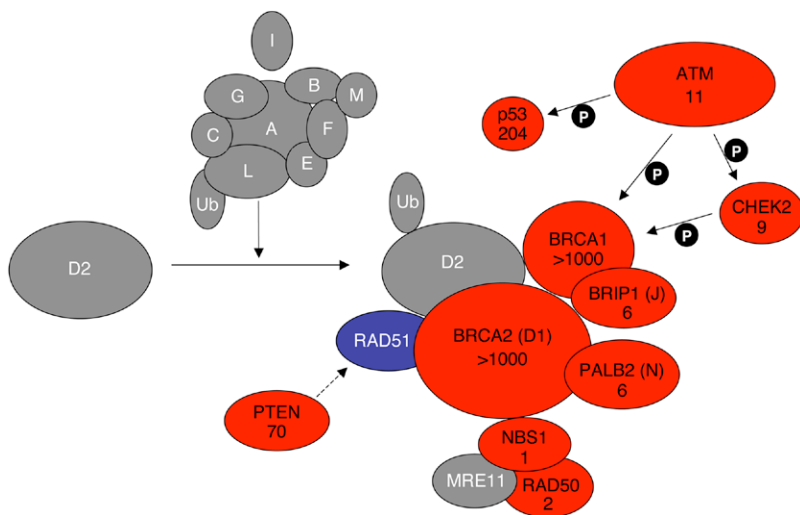 I
G
B
M
A
C
F
L
E
Ub
D2
Ub
D2
ATM
11
p53
204
P
P
P
P
CHEK2
9
BRCA1
>1000
BRIP1 (J)
6
RAD51
BRCA2 (D1)
>1000
PALB2 (N)
6
PTEN
70
NBS1
1
MRE11
RAD50
2